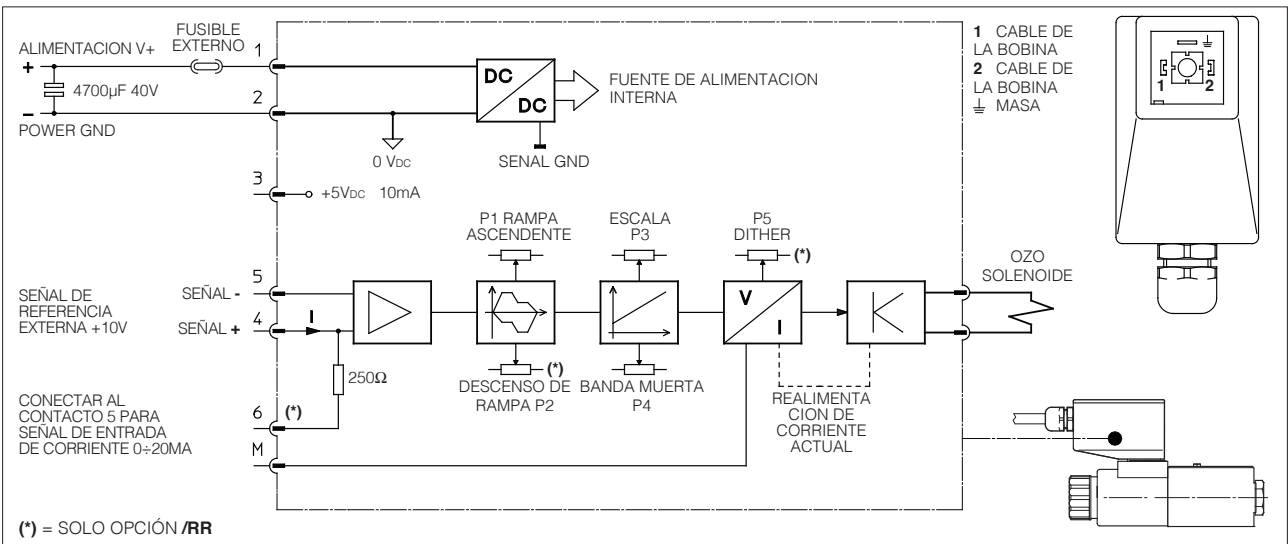 ALIMENTACION V+
FUSIBLE
EXTERNO
1
+
4700µF 40V
2
−
POWER GND
DC
DC
FUENTE DE ALIMENTACION
INTERNA
0 VDC
SENAL GND
3
+5VDC 10mA
P1 RAMPA
ASCENDENTE
ESCALA
P3
P5
DITHER
(*)
OZO
SOLENOIDE
SEÑAL DE
REFERENCIA
EXTERNA +10V
5
SEÑAL -
4
SEÑAL +
I
V
I
250Ω
(*)
DESCENSO DE
RAMPA P2
BANDA MUERTA
P4
REALIMENTA
CION DE
CORRIENTE
ACTUAL
CONECTAR AL
CONTACTO 5 PARA
SEÑAL DE ENTRADA
DE CORRIENTE 0÷20MA
6
(*)
M
1 CABLE DE
LA BOBINA
2 CABLE DE
LA BOBINA
MASA
1
2
(*) = SOLO OPCIÓN /RR